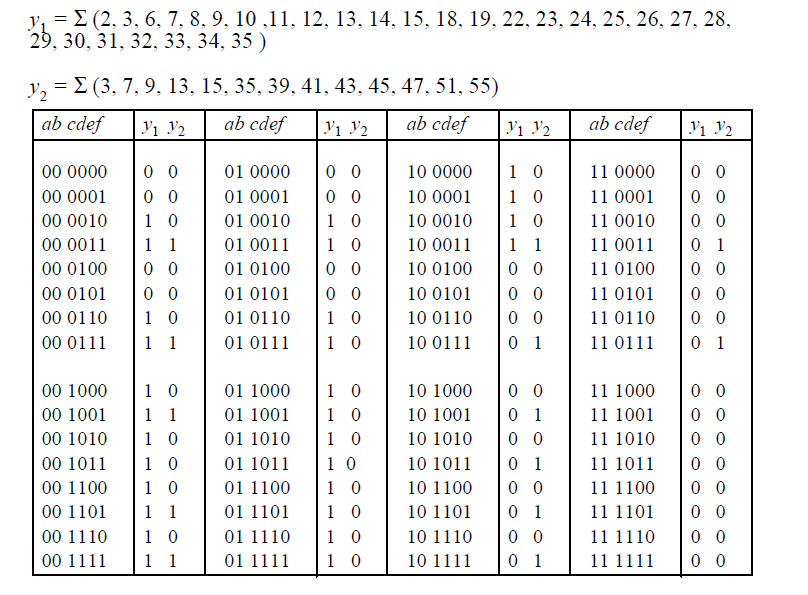 y1 = Σ (2, 3, 6, 7, 8, 9, 10 ,11, 12, 13, 14, 15, 18, 19, 22, 23, 24, 25, 26, 27, 28,
29, 30, 31, 32, 33, 34, 35 )
y2 = Σ (3, 7, 9, 13, 15, 35, 39, 41, 43, 45, 47, 51, 55)
ab cdef y1 y2 ab cdef y1 y2 ab cdef y1 y2 ab cdef y1 y2
00 0000 0 0 01 0000 0 0 10 0000 1 0 11 0000 0 0
00 0001 0 0 01 0001 0 0 10 0001 1 0 11 0001 0 0
00 0010 1 0 01 0010 1 0 10 0010 1 0 11 0010 0 0
00 0011 1 1 01 0011 1 0 10 0011 1 1 11 0011 0 1
00 0100 0 0 01 0100 0 0 10 0100 0 0 11 0100 0 0
00 0101 0 0 01 0101 0 0 10 0101 0 0 11 0101 0 0
00 0110 1 0 01 0110 1 0 10 0110 0 0 11 0110 0 0
00 0111 1 1 01 0111 1 0 10 0111 0 1 11 0111 0 1
00 1000 1 0 01 1000 1 0 10 1000 0 0 11 1000 0 0
00 1001 1 1 01 1001 1 0 10 1001 0 1 11 1001 0 0
00 1010 1 0 01 1010 1 0 10 1010 0 0 11 1010 0 0
00 1011 1 0 01 1011 1 0 10 1011 0 1 11 1011 0 0
00 1100 1 0 01 1100 1 0 10 1100 0 0 11 1100 0 0
00 1101 1 1 01 1101 1 0 10 1101 0 1 11 1101 0 0
00 1110 1 0 01 1110 1 0 10 1110 0 0 11 1110 0 0
00 1111 1 1 01 1111 1 0 10 1111 0 1 11 1111 0 0